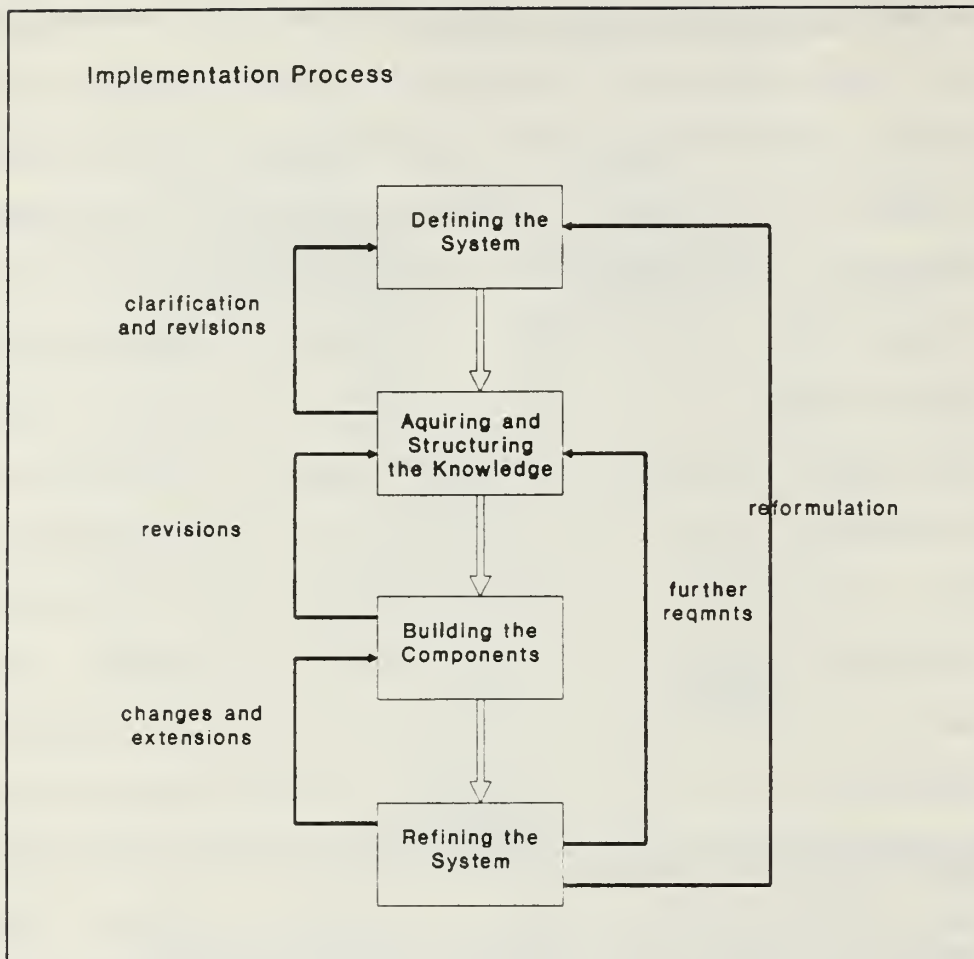 Implementation Process
Defining the
System
clarification
and revisions
Aquiring and
Structuring
the Knowledge
revisions
reformulation
further
reqmnts
Building the
Components
changes and
extensions
Refining the
System